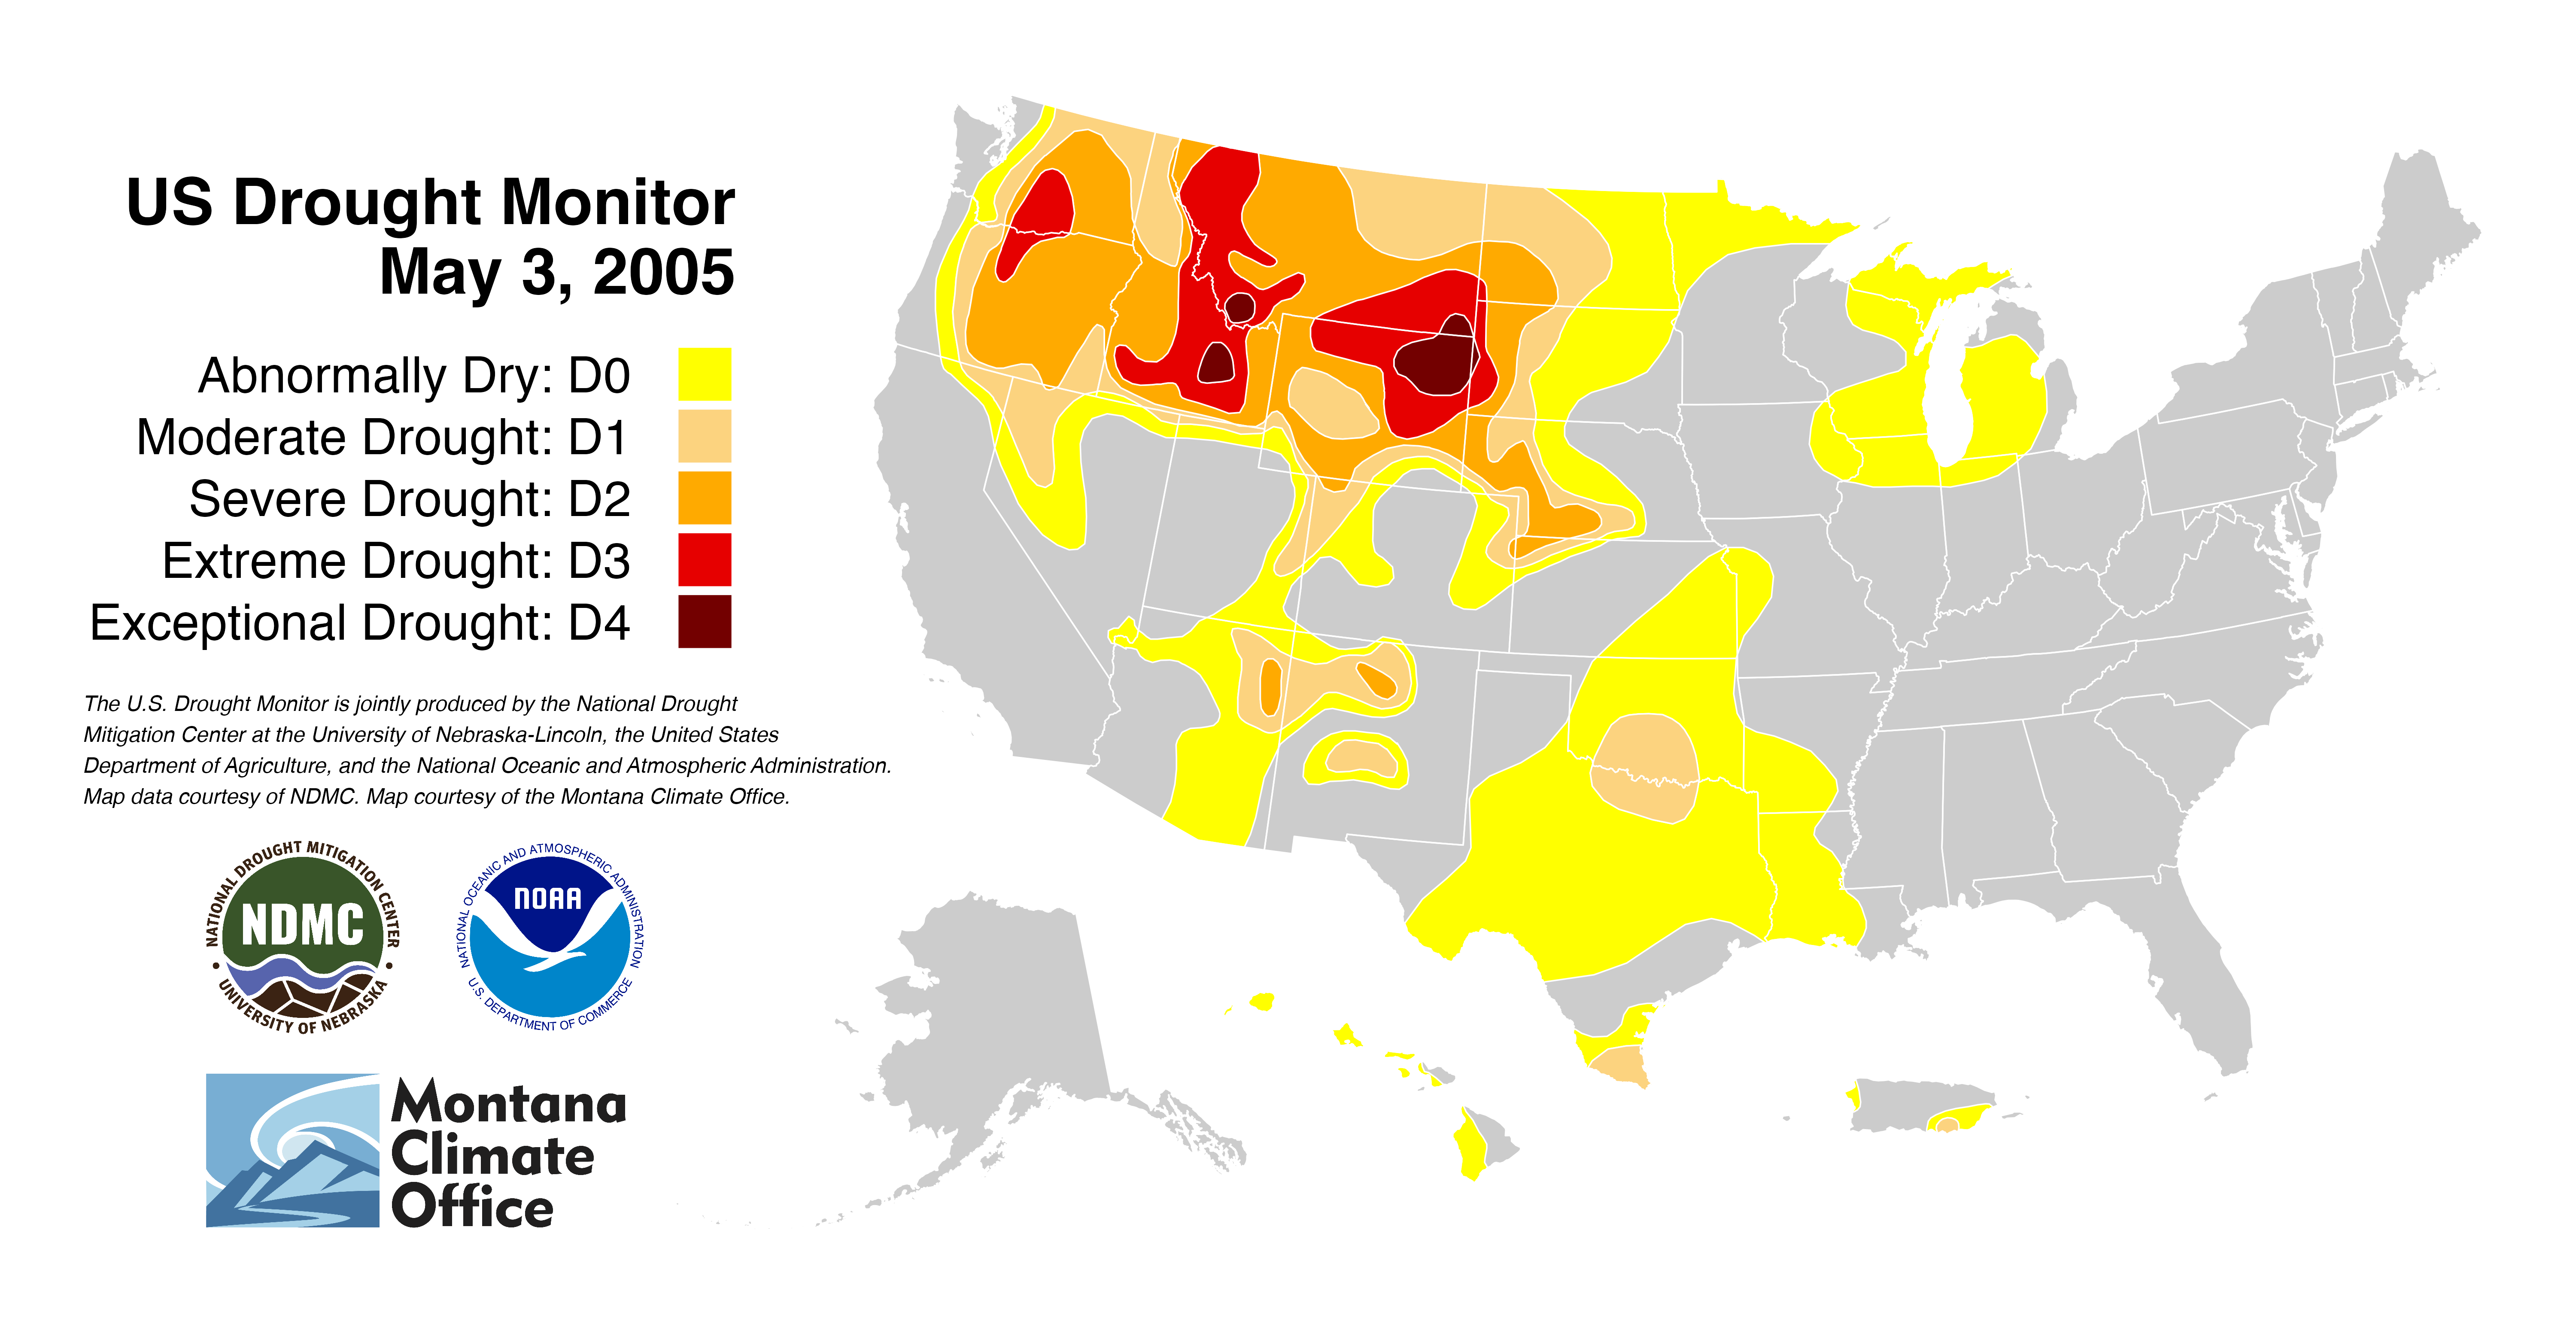 US Drought Monitor
May 3, 2005
Abnormally Dry: D0
Moderate Drought: D1
Severe Drought: D2
Extreme Drought: D3
Exceptional Drought: D4
The U.S. Drought Monitor is jointly produced by the National Drought
Mitigation Center at the University of Nebraska-Lincoln, the United States
Department of Agriculture, and the National Oceanic and Atmospheric Administration.
Map data courtesy of NDMC. Map courtesy of the Montana Climate Office.
NATIONAL DROUGHT MITIGATION CENTER
NDMC
• UNIVERSITY OF NEBRASKA •
NATIONAL OCEANIC AND ATMOSPHERIC ADMINISTRATION
NOAA
U.S. DEPARTMENT OF COMMERCE
Montana
Climate
Office